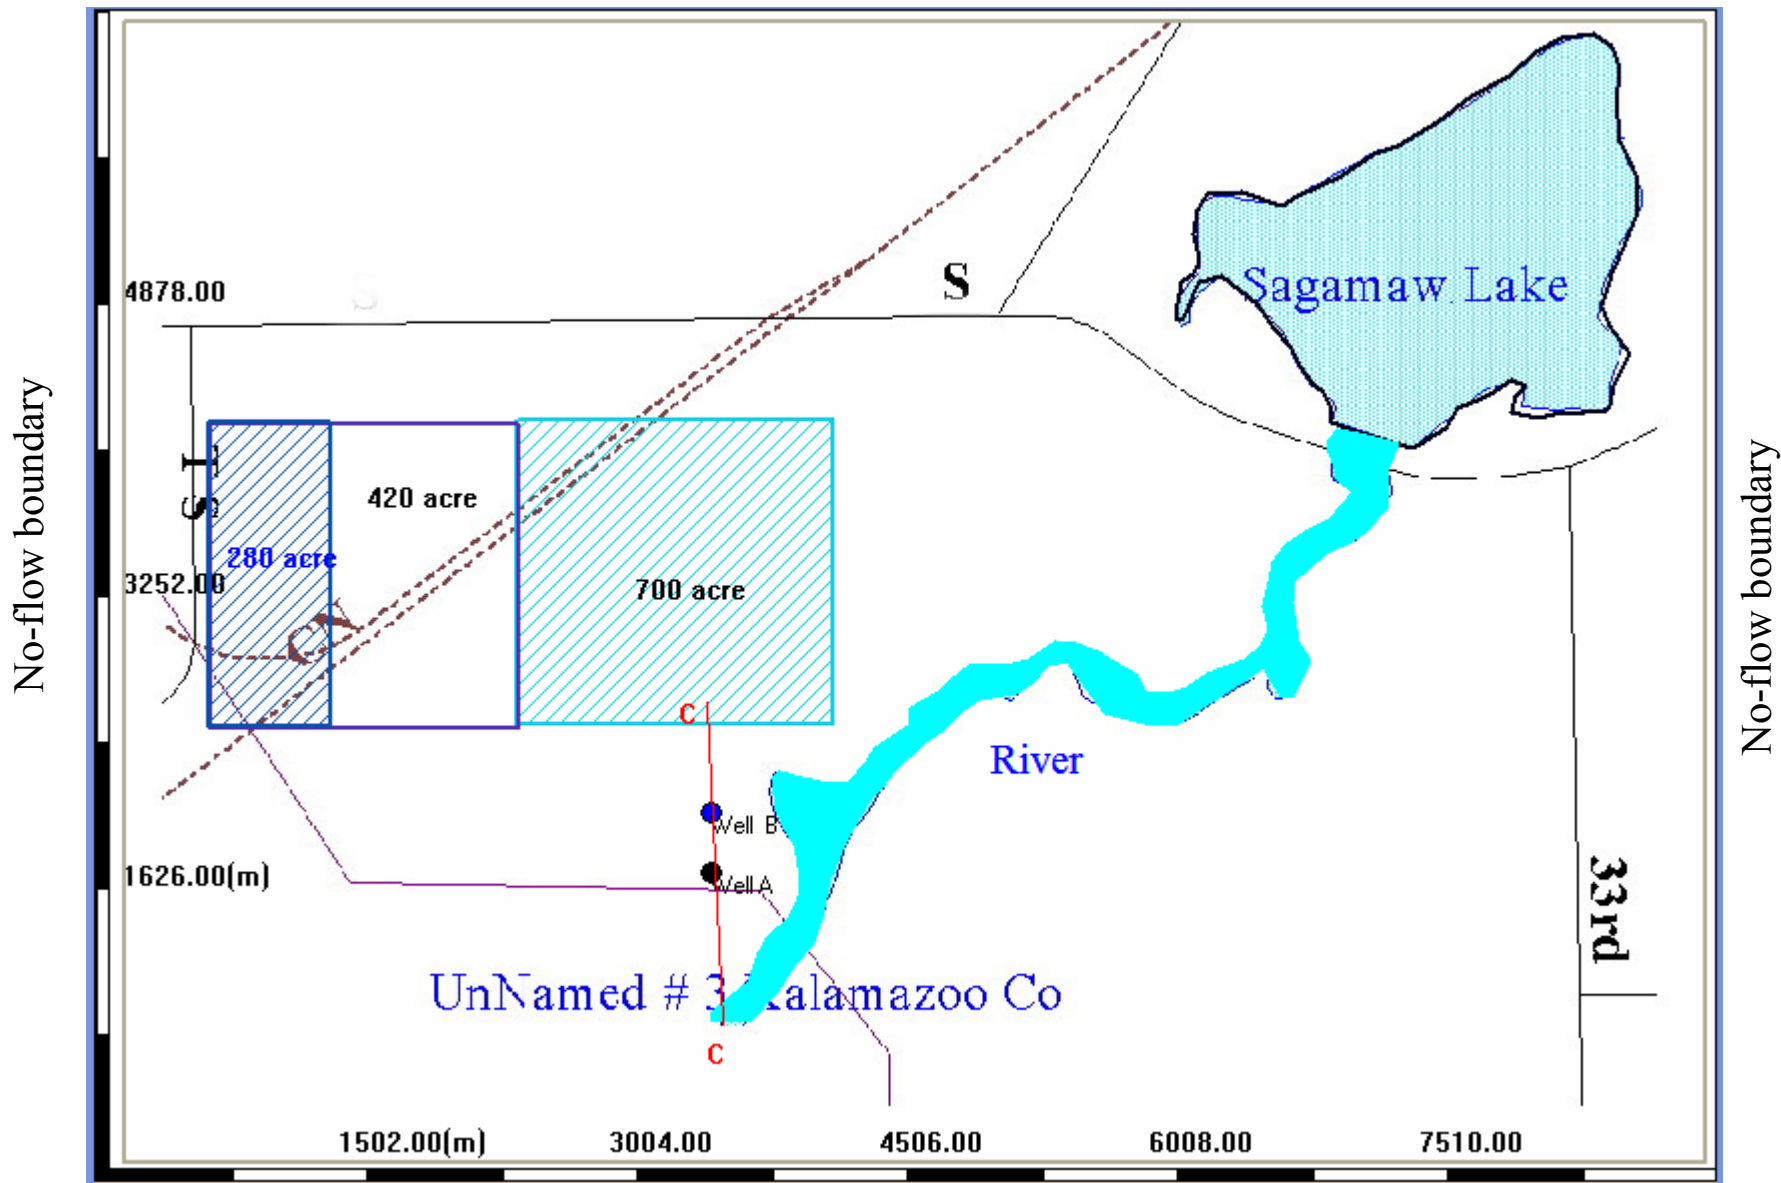 Sagamaw Lake
S
4878.00
S
No-flow boundary
No-flow boundary
I
S
420 acre
280 acre
3252.00
700 acre
C
River
Well B
1626.00(m)
Well A
33rd
UnNamed # 3 Kalamazoo Co
C
1502.00(m)
3004.00
4506.00
6008.00
7510.00